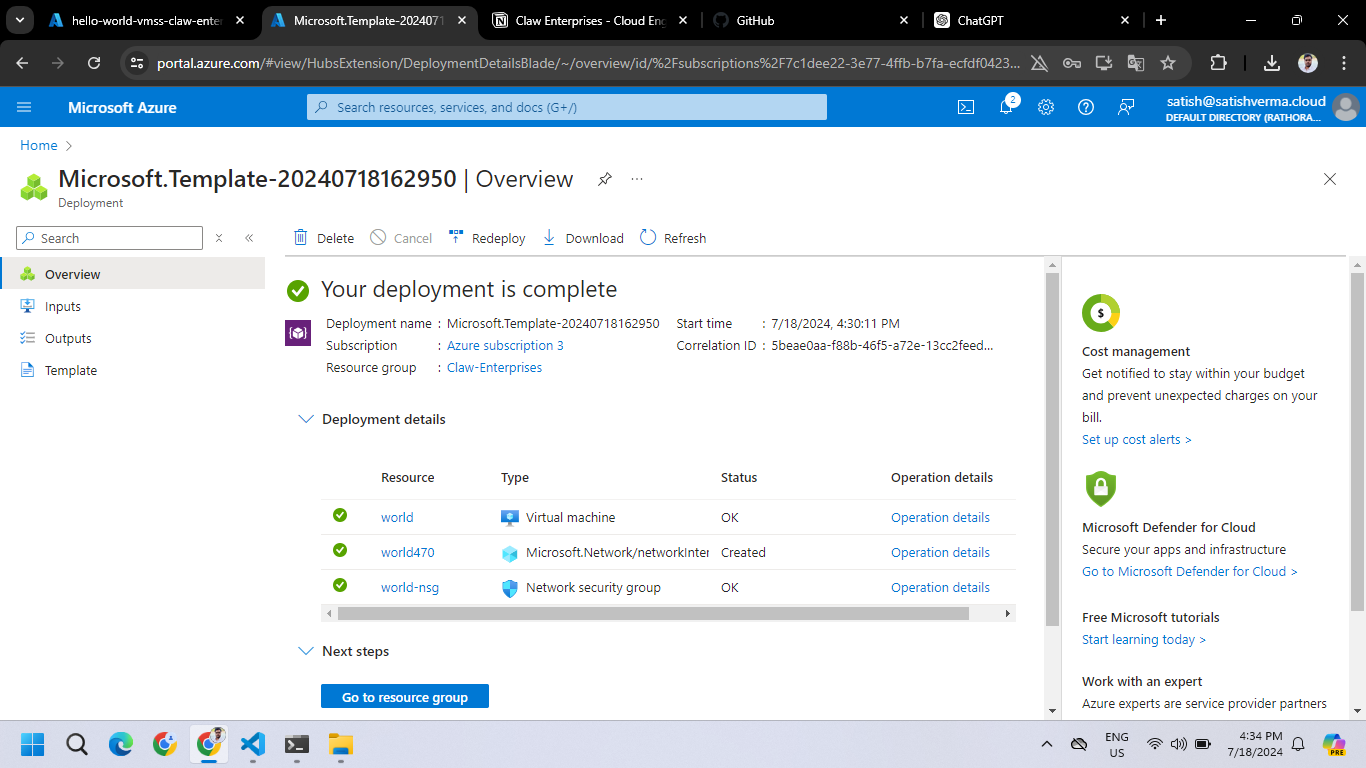 hello-world-vmss-claw-enter
Microsoft.Template-2024071
Claw Enterprises - Cloud Eng
GitHub
ChatGPT
portal.azure.com/#view/HubsExtension/DeploymentDetailsBlade/~/overview/id/%2Fsubscriptions%2F7c1dee22-3e77-4ffb-b7fa-ecfdf0423...
Microsoft Azure
Search resources, services, and docs (G+/)
2
satish@satishverma.cloud
DEFAULT DIRECTORY (RATHORA...
Home
Microsoft.Template-20240718162950 | Overview
Deployment
Search
Delete
Cancel
Redeploy
Download
Refresh
Overview
Inputs
Outputs
Template
Your deployment is complete
Deployment name : Microsoft.Template-20240718162950
Subscription : Azure subscription 3
Resource group : Claw-Enterprises
Start time : 7/18/2024, 4:30:11 PM
Correlation ID : 5beae0aa-f88b-46f5-a72e-13cc2feed...
Deployment details
Resource Type Status Operation details
world Virtual machine OK Operation details
world470 Microsoft.Network/networkInter Created Operation details
world-nsg Network security group OK Operation details
Next steps
Go to resource group
$
Cost management
Get notified to stay within your budget
and prevent unexpected charges on your
bill.
Set up cost alerts >
Microsoft Defender for Cloud
Secure your apps and infrastructure
Go to Microsoft Defender for Cloud >
Free Microsoft tutorials
Start learning today >
Work with an expert
Azure experts are service provider partners
ENG
US
4:34 PM
7/18/2024
PRE